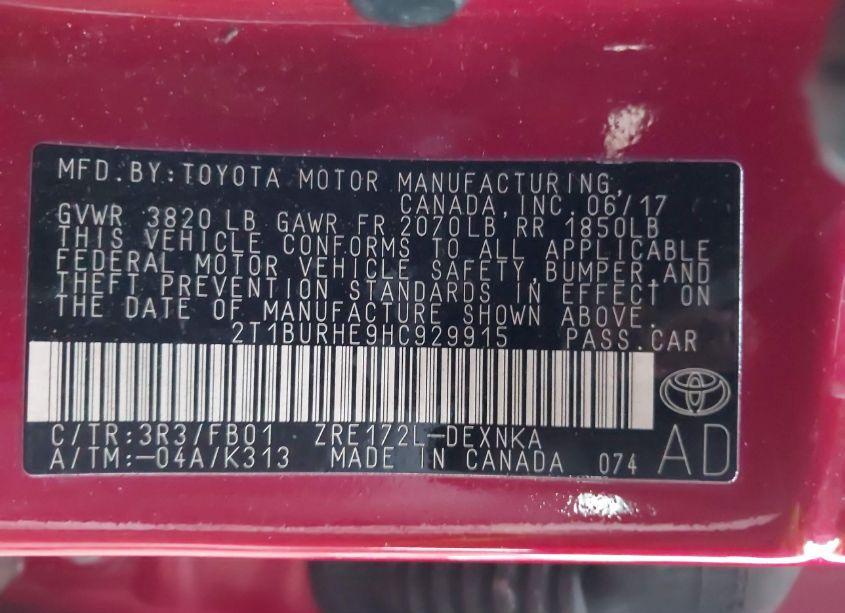 MFD.BY:TOYOTA MOTOR MANUFACTURING,
CANADA,INC. 06/17
GVWR 3820 LB GAWR FR 2070LB RR 1850LB
THIS VEHICLE CONFORMS TO ALL APPLICABLE
FEDERAL MOTOR VEHICLE SAFETY,BUMPER,AND
THEFT PREVENTION STANDARDS IN EFFECT ON
THE DATE OF MANUFACTURE SHOWN ABOVE.
2T1BURHE9HC929915 PASS.CAR
C/TR:3R3/FB01 ZRE172L-DEXNKA
A/TM:-04A/K313 MADE IN CANADA 074 AD